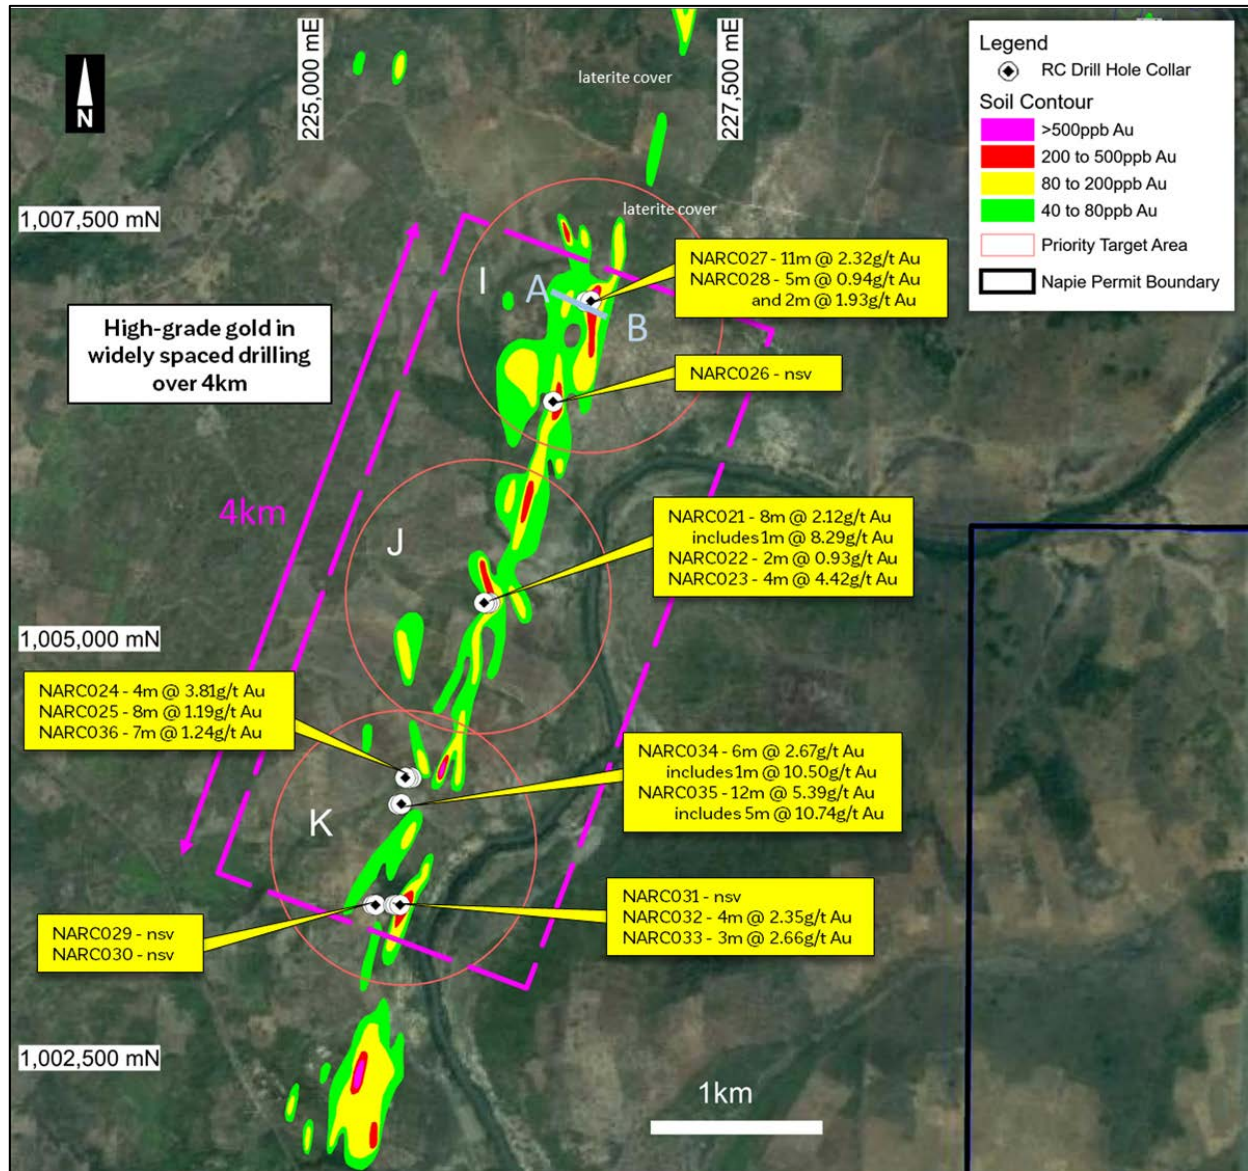 225,000 mE
227,500 mE
N
laterite cover
Legend
RC Drill Hole Collar
Soil Contour
>500ppb Au
200 to 500ppb Au
80 to 200ppb Au
40 to 80ppb Au
Priority Target Area
Napie Permit Boundary
1,007,500 mN
laterite cover
NARC027 - 11m @ 2.32g/t Au
NARC028 - 5m @ 0.94g/t Au
and 2m @ 1.93g/t Au
I
A
B
High-grade gold in
widely spaced drilling
over 4km
NARC026 - nsv
4km
J
NARC021 - 8m @ 2.12g/t Au
includes 1m @ 8.29g/t Au
NARC022 - 2m @ 0.93g/t Au
NARC023 - 4m @ 4.42g/t Au
1,005,000 mN
NARC024 - 4m @ 3.81g/t Au
NARC025 - 8m @ 1.19g/t Au
NARC036 - 7m @ 1.24g/t Au
NARC034 - 6m @ 2.67g/t Au
includes 1m @ 10.50g/t Au
NARC035 - 12m @ 5.39g/t Au
includes 5m @ 10.74g/t Au
K
NARC029 - nsv
NARC030 - nsv
NARC031 - nsv
NARC032 - 4m @ 2.35g/t Au
NARC033 - 3m @ 2.66g/t Au
1,002,500 mN
1km